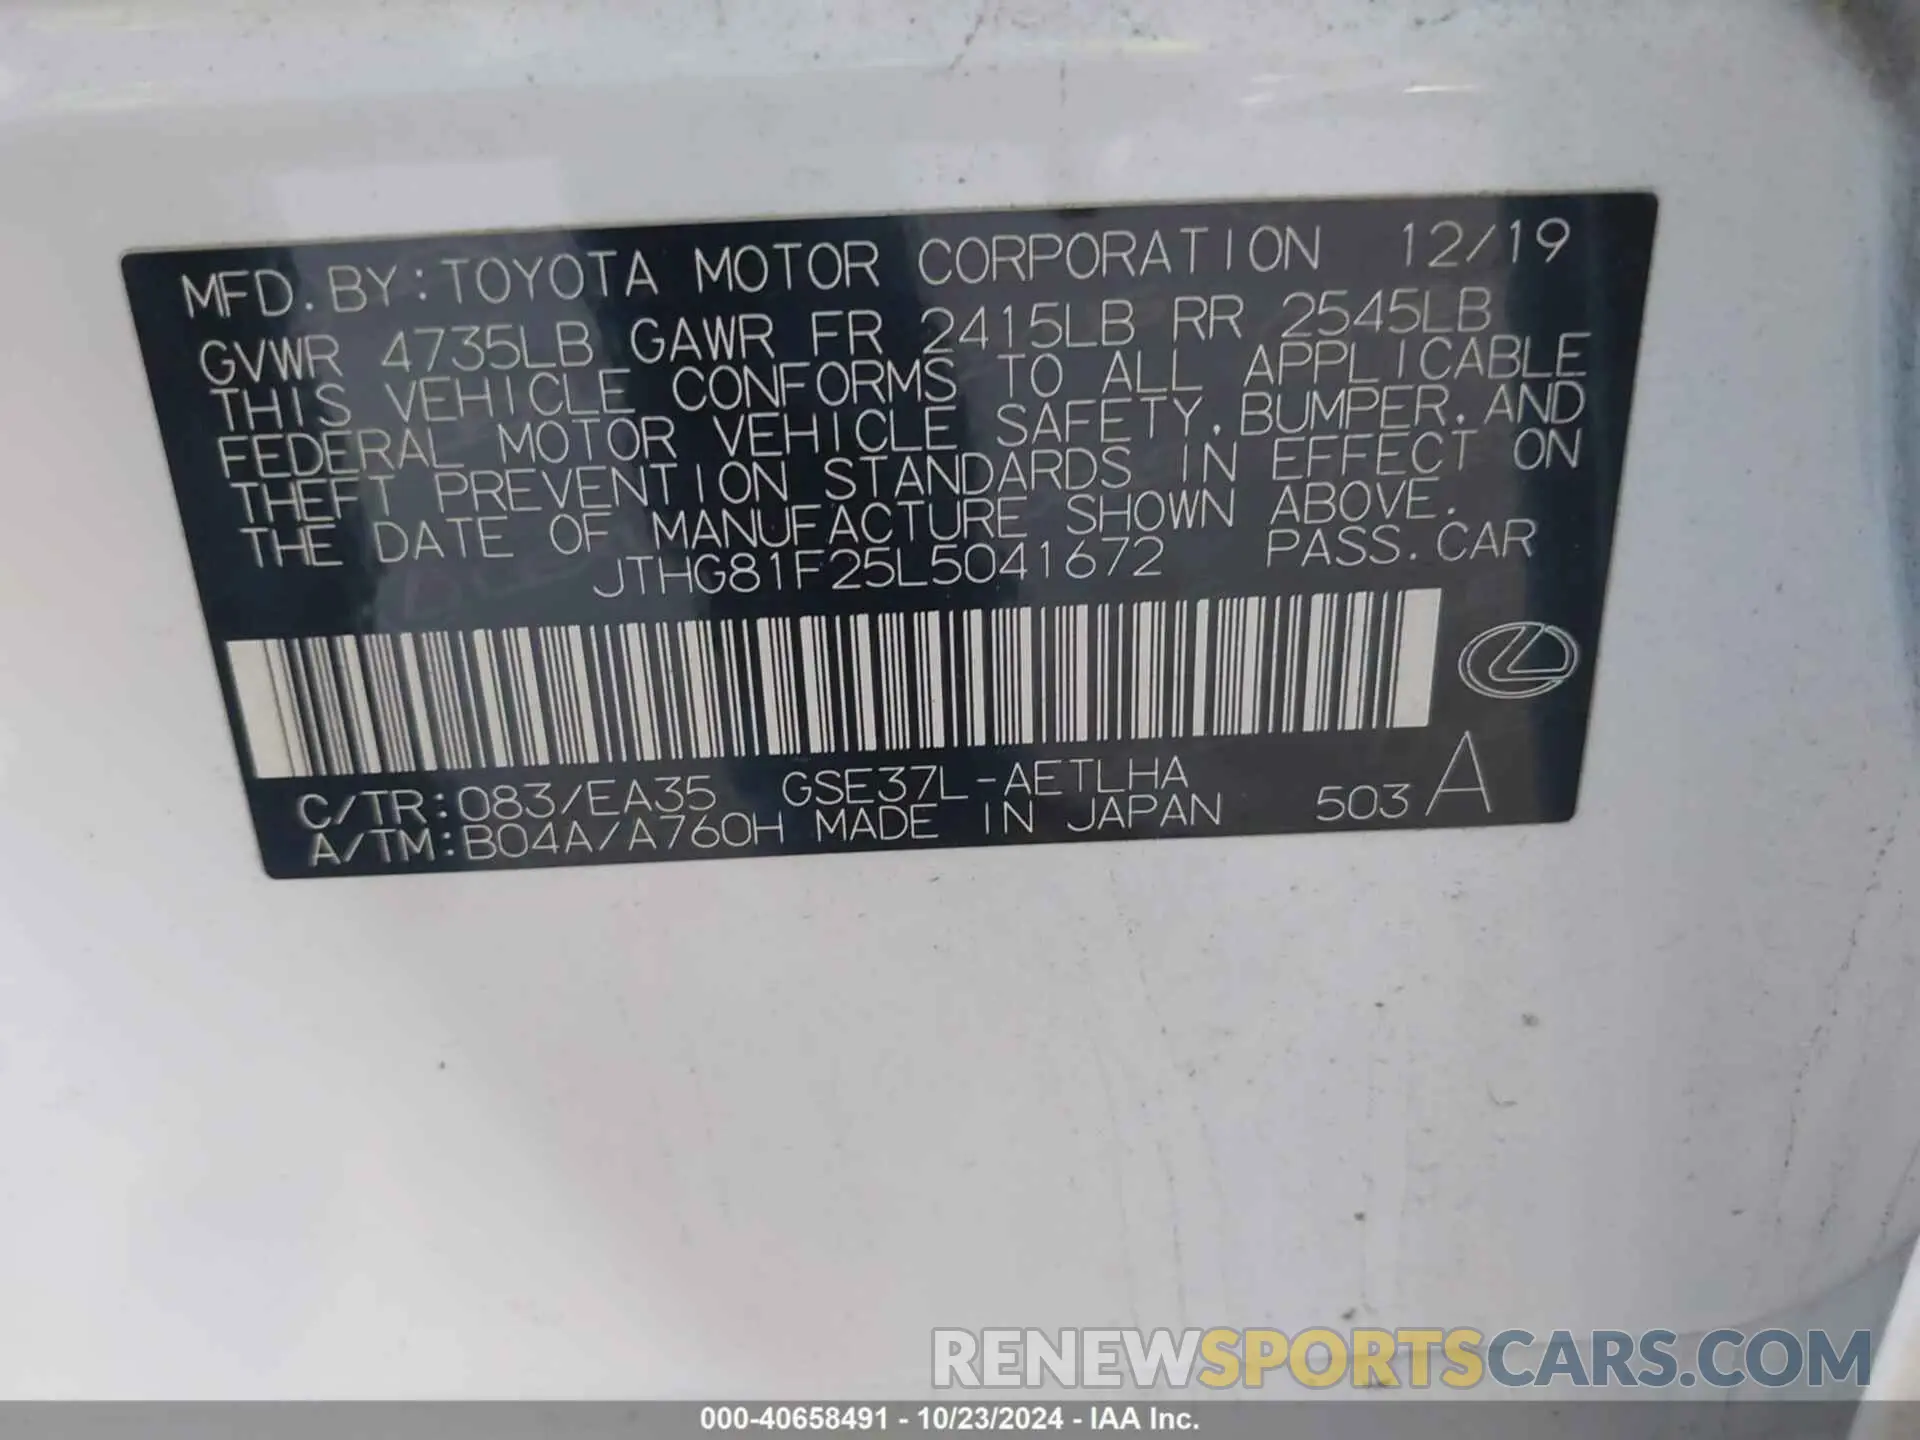 MFD. BY: TOYOTA MOTOR CORPORATION 12/19
GVWR 4735LB GAWR FR 2415LB RR 2545LB
THIS VEHICLE CONFORMS TO ALL APPLICABLE
FEDERAL MOTOR VEHICLE SAFETY, BUMPER, AND
THEFT PREVENTION STANDARDS IN EFFECT ON
THE DATE OF MANUFACTURE SHOWN ABOVE.
JTHG81F25L5041672 PASS. CAR
C/TR: 083/EA35 GSE37L-AETLHA
A/TM: B04A/A760H MADE IN JAPAN 503 A
RENEWSPORTSCARS.COM
000-40658491 - 10/23/2024 - IAA Inc.